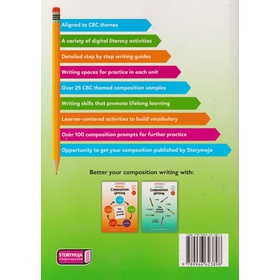 Aligned to CBC themes
A variety of digital literacy activities
Detailed step by step writing guides
Writing spaces for practice in each unit
Over 25 CBC themed composition samples
Writing skills that promote lifelong learning
Learner-centered activities to build vocabulary
Over 100 composition prompts for further practice
Opportunity to get your composition published by Storymoja
Better your composition writing with:
Composition
Writing
Composition
Writing
STORYMOJA